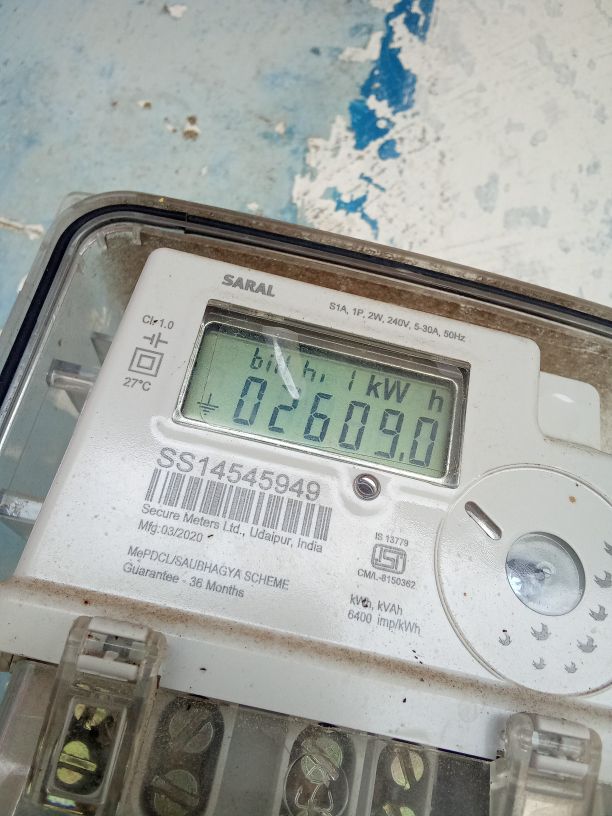 SARAL
S1A, 1P, 2W, 240V, 5-30A, 50Hz
Cl. 1.0
27°C
bill hi 1 kW h
02609.0
SS14545949
Secure Meters Ltd., Udaipur, India
Mfg:03/2020
MePDCL/SAUBHAGYA SCHEME
Guarantee - 36 Months
IS 13779
ISI
CM/L-8150362
kWh, kVAh
6400 imp/kWh